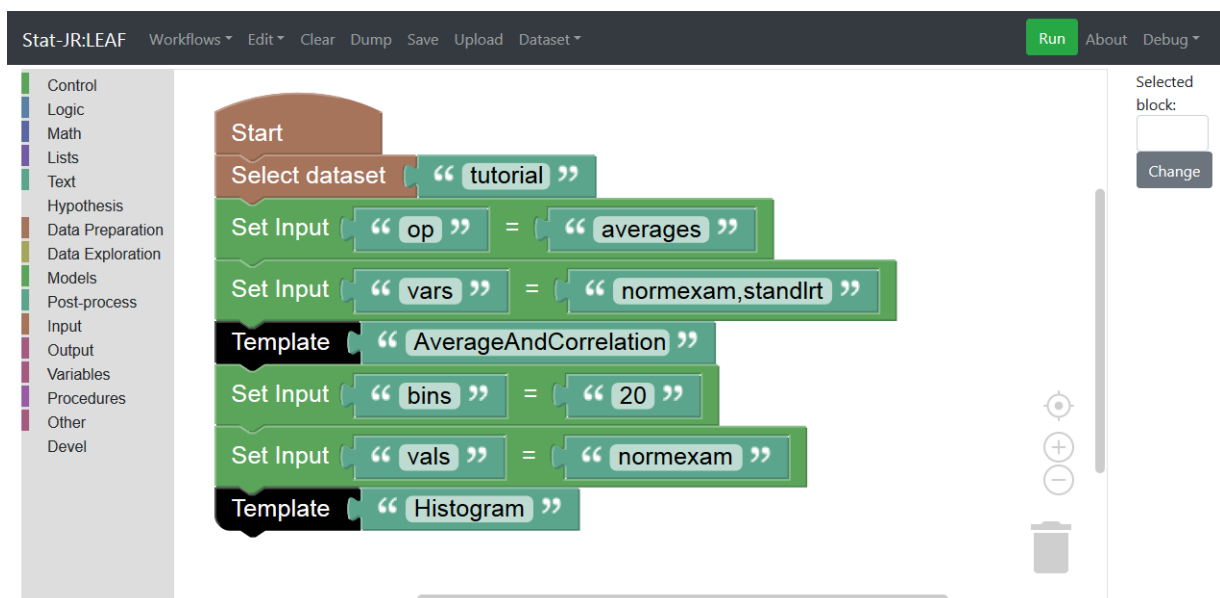 Stat-JR:LEAF Workflows Edit Clear Dump Save Upload Dataset Run About Debug
Control
Logic
Math
Lists
Text
Hypothesis
Data Preparation
Data Exploration
Models
Post-process
Input
Output
Variables
Procedures
Other
Devel
Start
Select dataset “ tutorial ”
Set Input “ op ” = “ averages ”
Set Input “ vars ” = “ normexam,standlrt ”
Template “ AverageAndCorrelation ”
Set Input “ bins ” = “ 20 ”
Set Input “ vals ” = “ normexam ”
Template “ Histogram ”
Selected
block:
Change